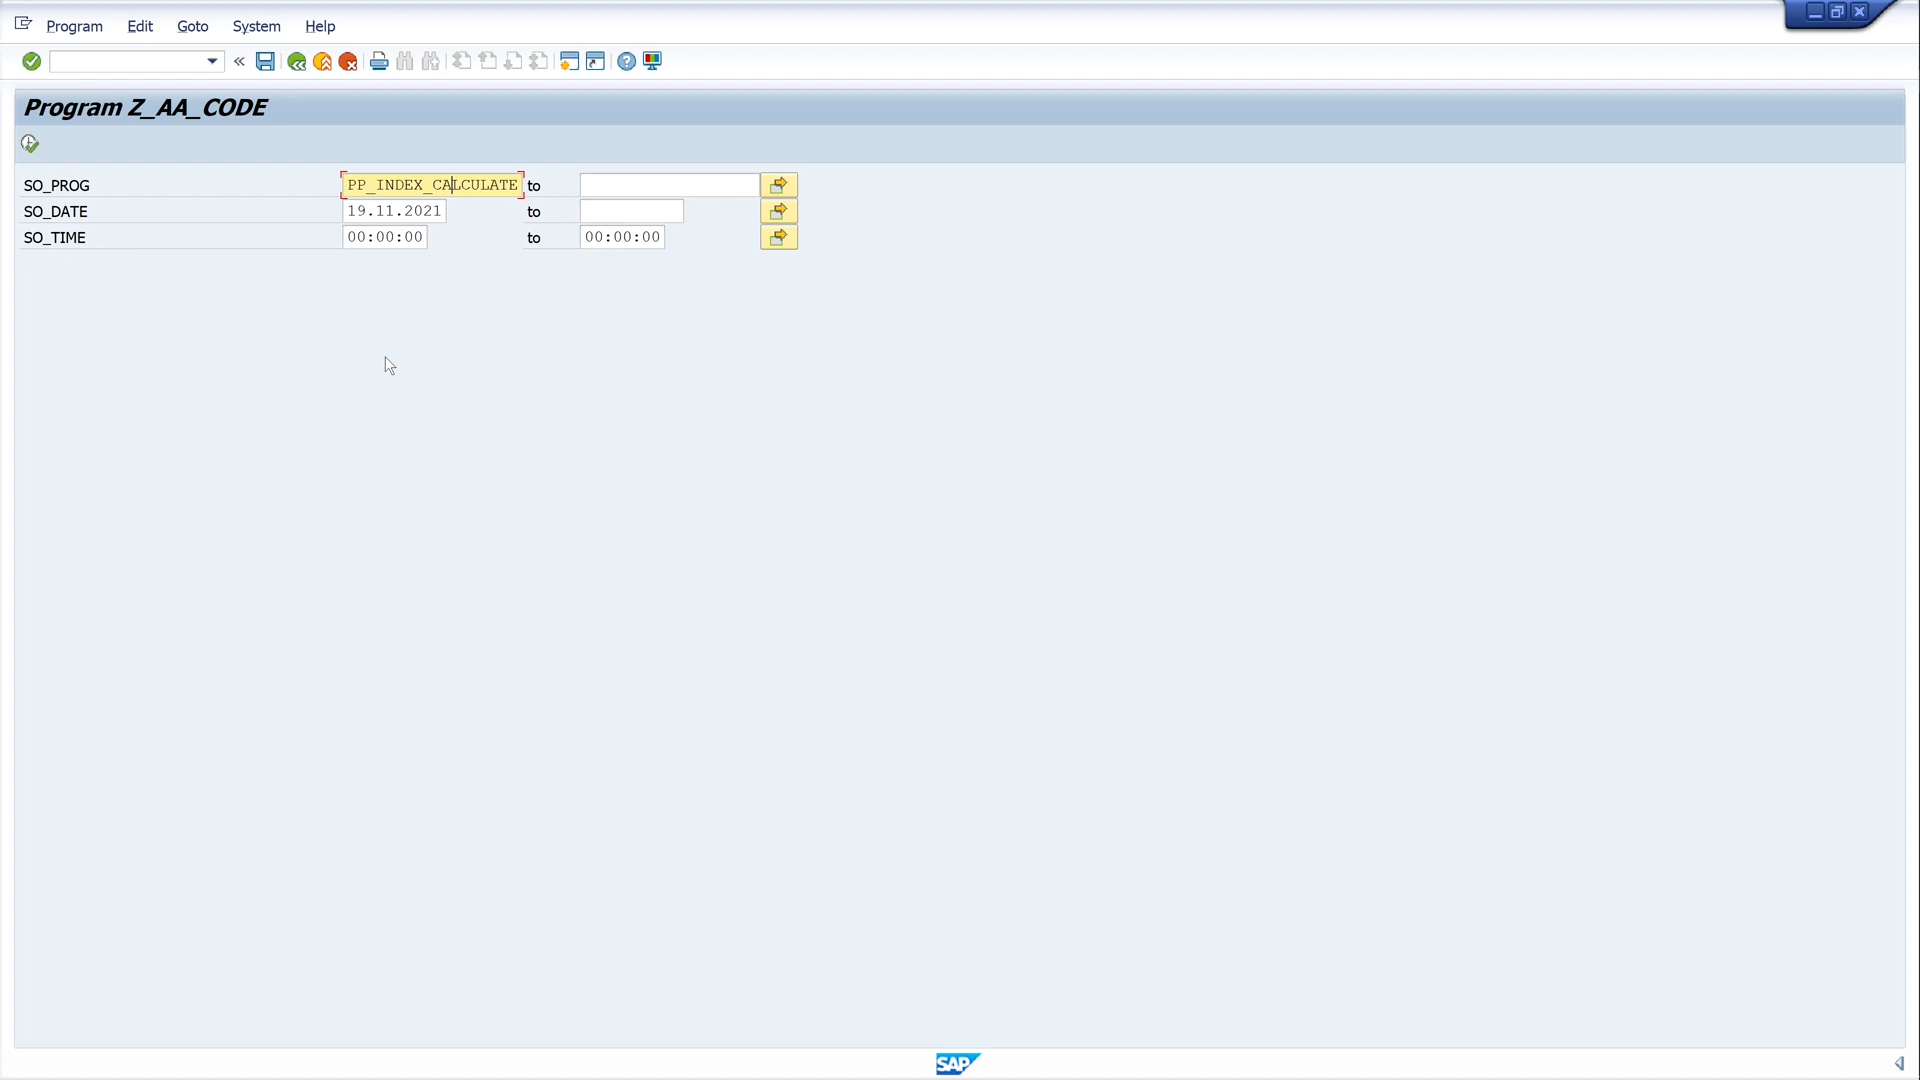 Program Edit Goto System Help
Program Z_AA_CODE
SO_PROG PP_INDEX_CALCULATE to
SO_DATE 19.11.2021 to
SO_TIME 00:00:00 to 00:00:00
SAP